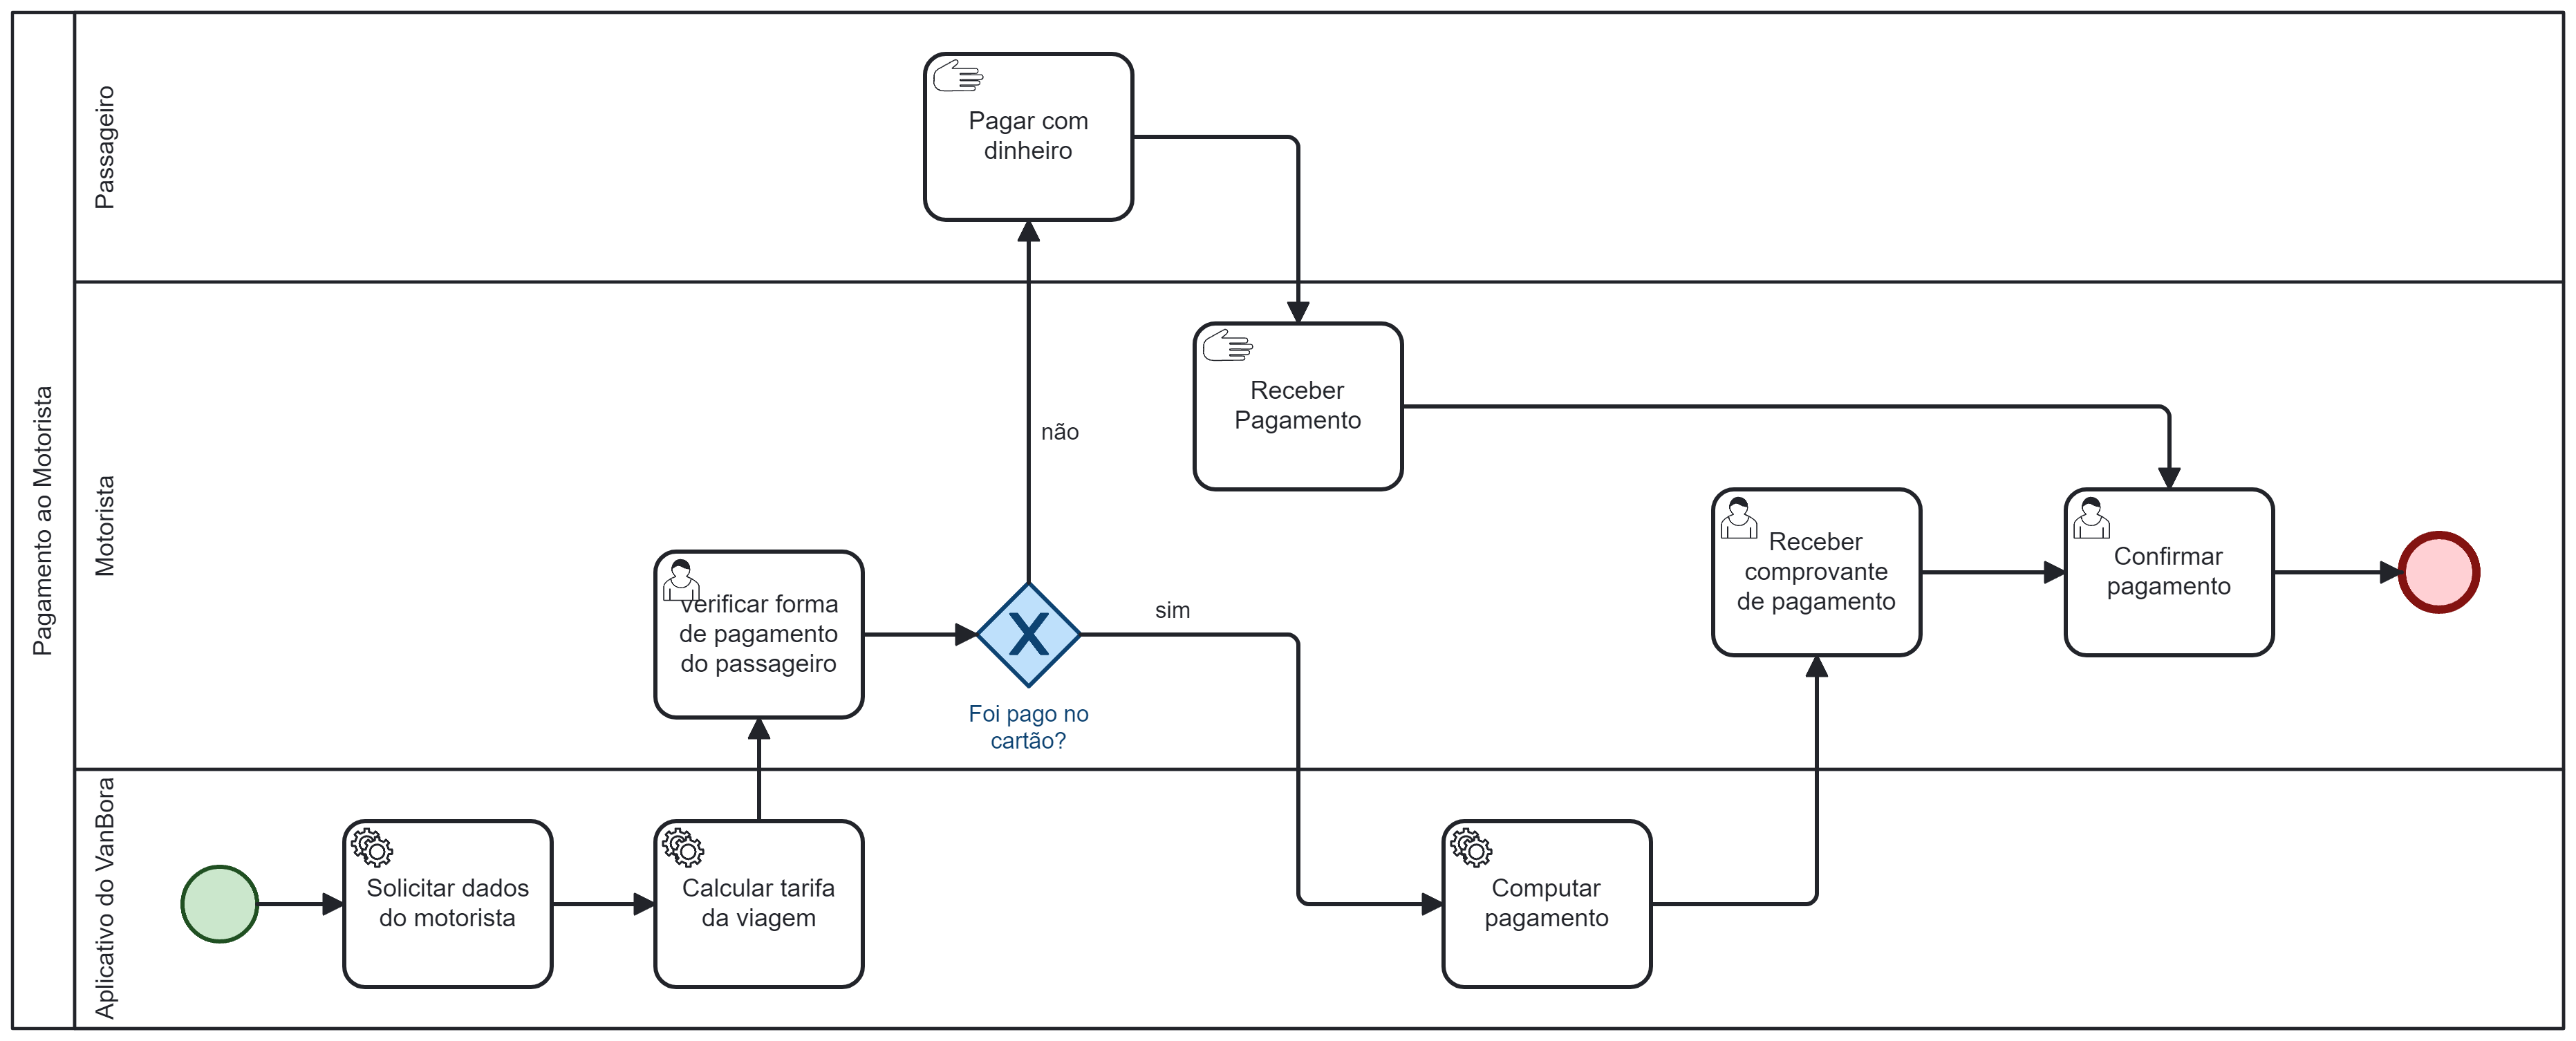 Pagamento ao Motorista
Passageiro
Pagar com
dinheiro
Motorista
Receber
Pagamento
não
Verificar forma
de pagamento
do passageiro
sim
Foi pago no
cartão?
Receber
comprovante
de pagamento
Confirmar
pagamento
Aplicativo do VanBora
Solicitar dados
do motorista
Calcular tarifa
da viagem
Computar
pagamento